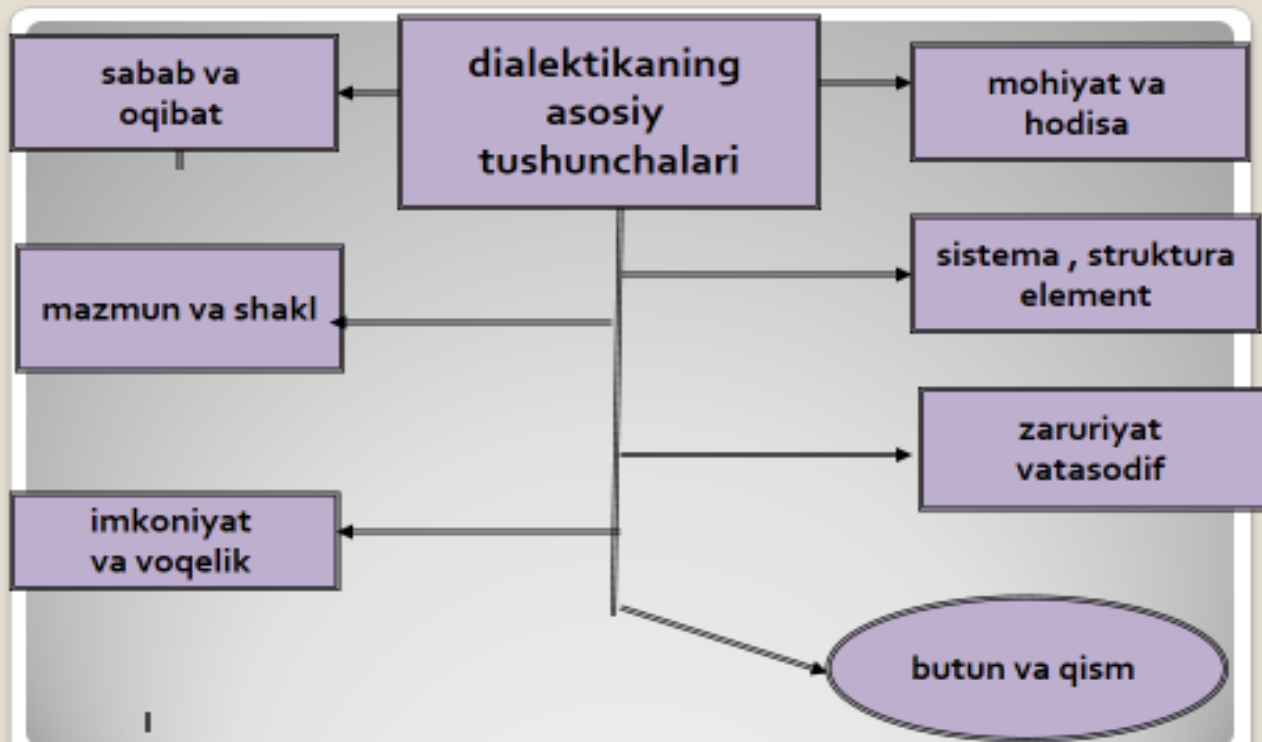 dialektikaning
asosiy
tushunchalari
sabab va
oqibat
mohiyat va
hodisa
mazmun va shakl
sistema , struktura
element
imkoniyat
va voqelik
zaruriyat
vatasodif
butun va qism